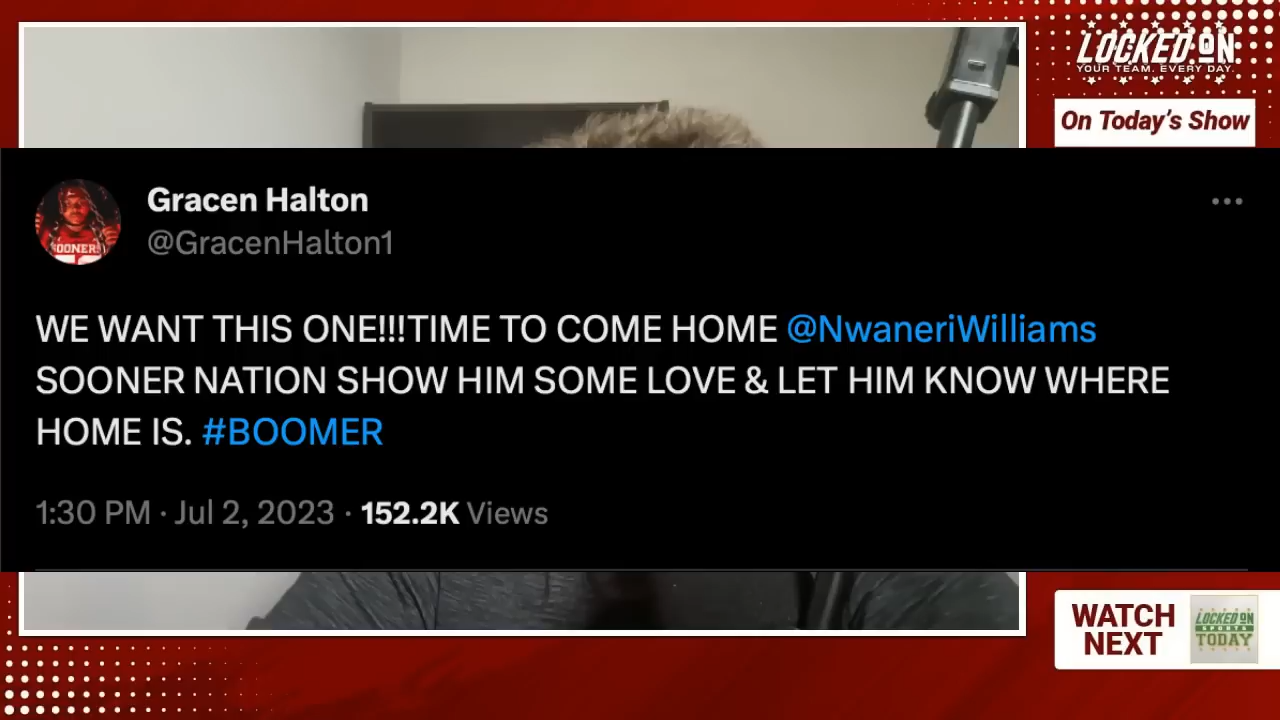 LOCKED ON
YOUR TEAM. EVERY DAY.
On Today's Show
Gracen Halton
@GracenHalton1
WE WANT THIS ONE!!!TIME TO COME HOME @NwaneriWilliams
SOONER NATION SHOW HIM SOME LOVE & LET HIM KNOW WHERE
HOME IS. #BOOMER
1:30 PM · Jul 2, 2023 · 152.2K Views
OONERS
WATCH
NEXT
LOCKED ON
SPORTS
TODAY